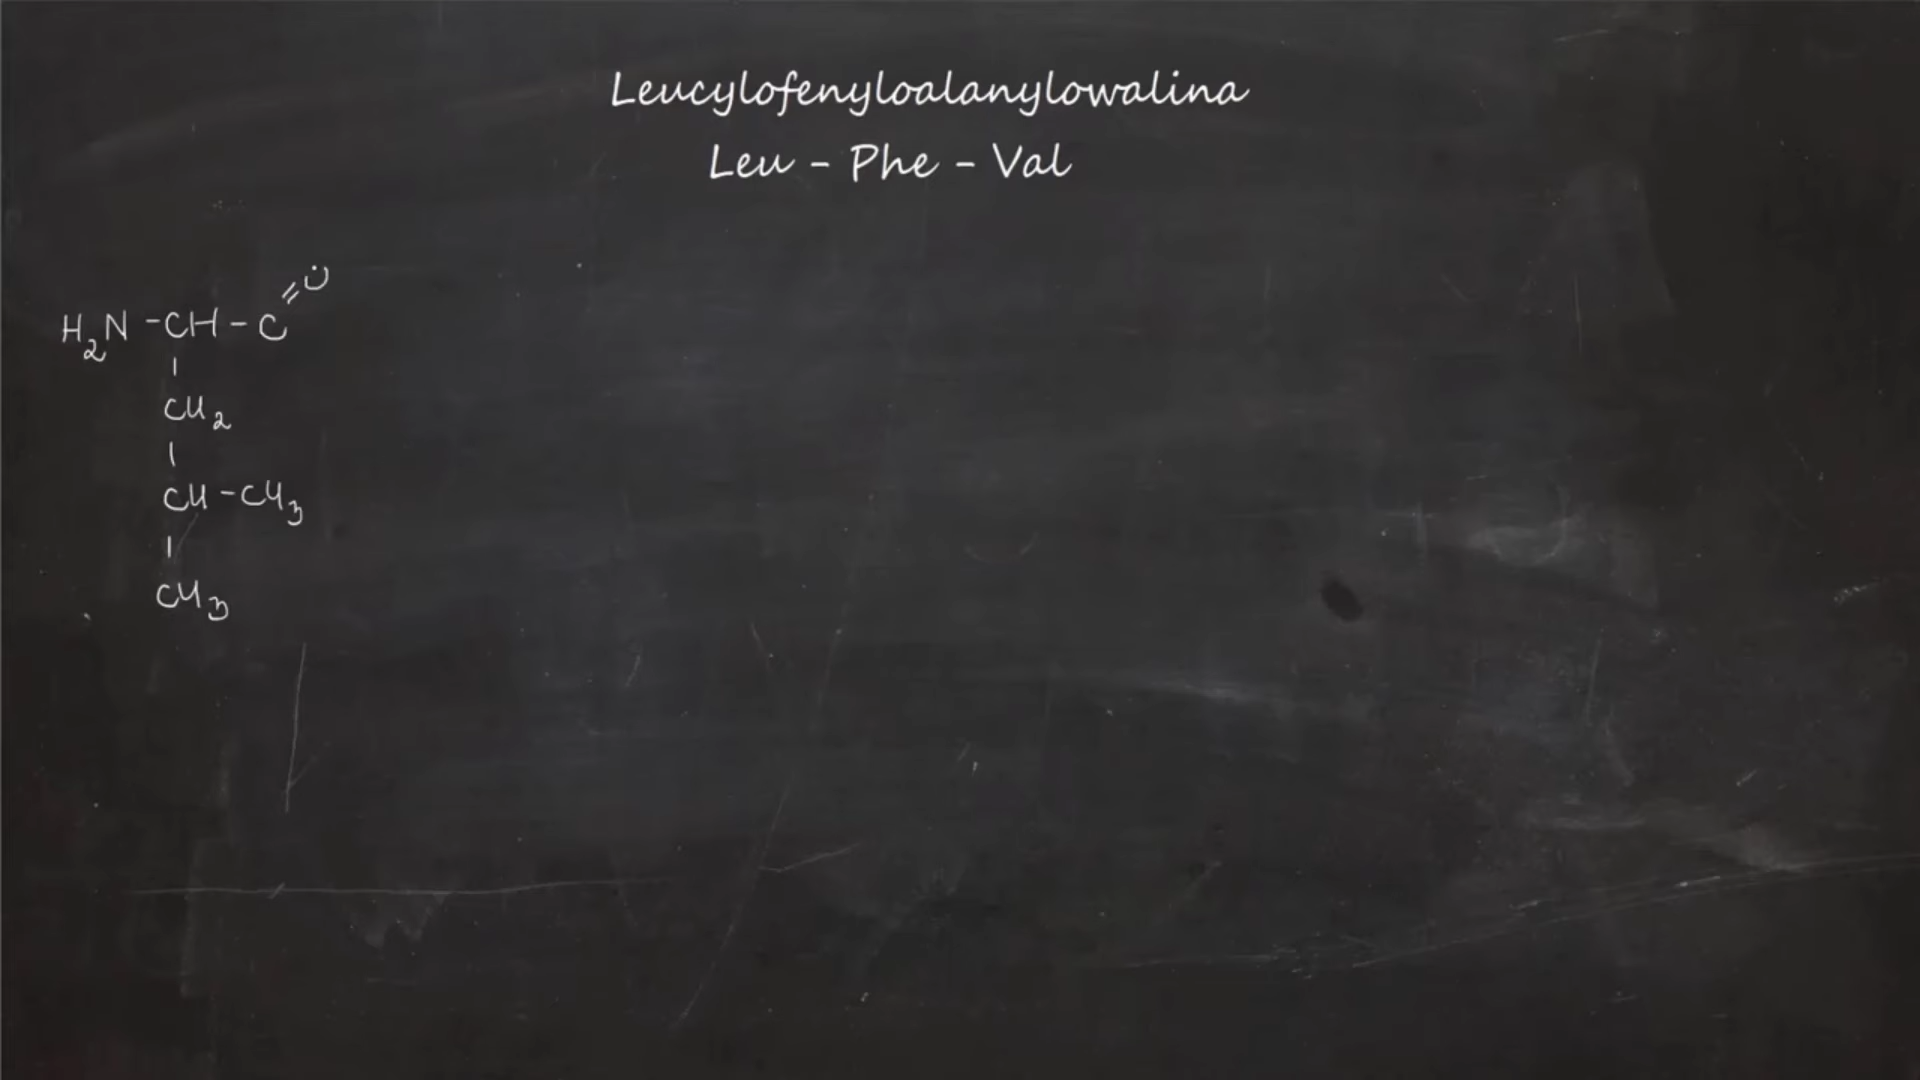 Leucylofenyloalanylowalina
Leu - Phe - Val
O
H2N - CH - C
CH2
CH - CH3
CH3